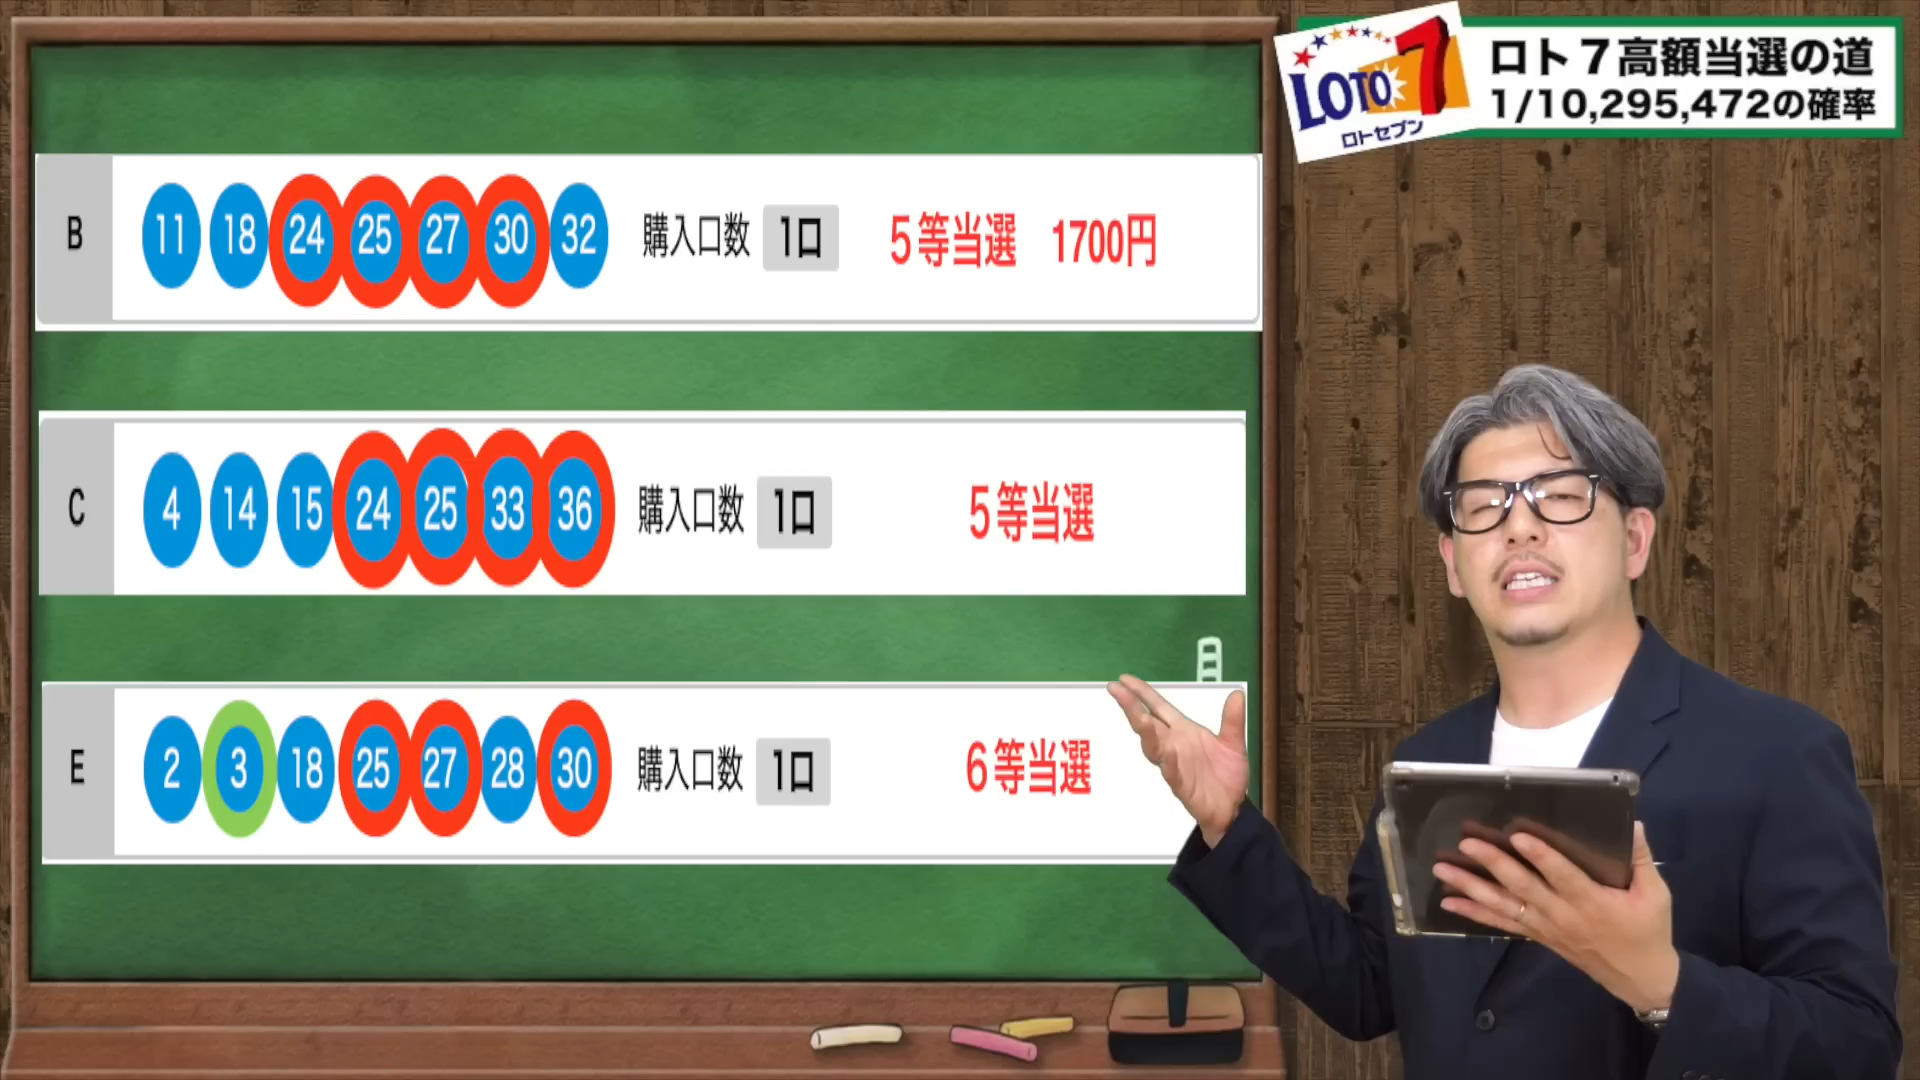 LOTO 7
ロトセブン
ロト７高額当選の道
1/10,295,472の確率
B 11 18 24 25 27 30 32 購入口数 1口 ５等当選 1700円
C 4 14 15 24 25 33 36 購入口数 1口 ５等当選
E 2 3 18 25 27 28 30 購入口数 1口 ６等当選